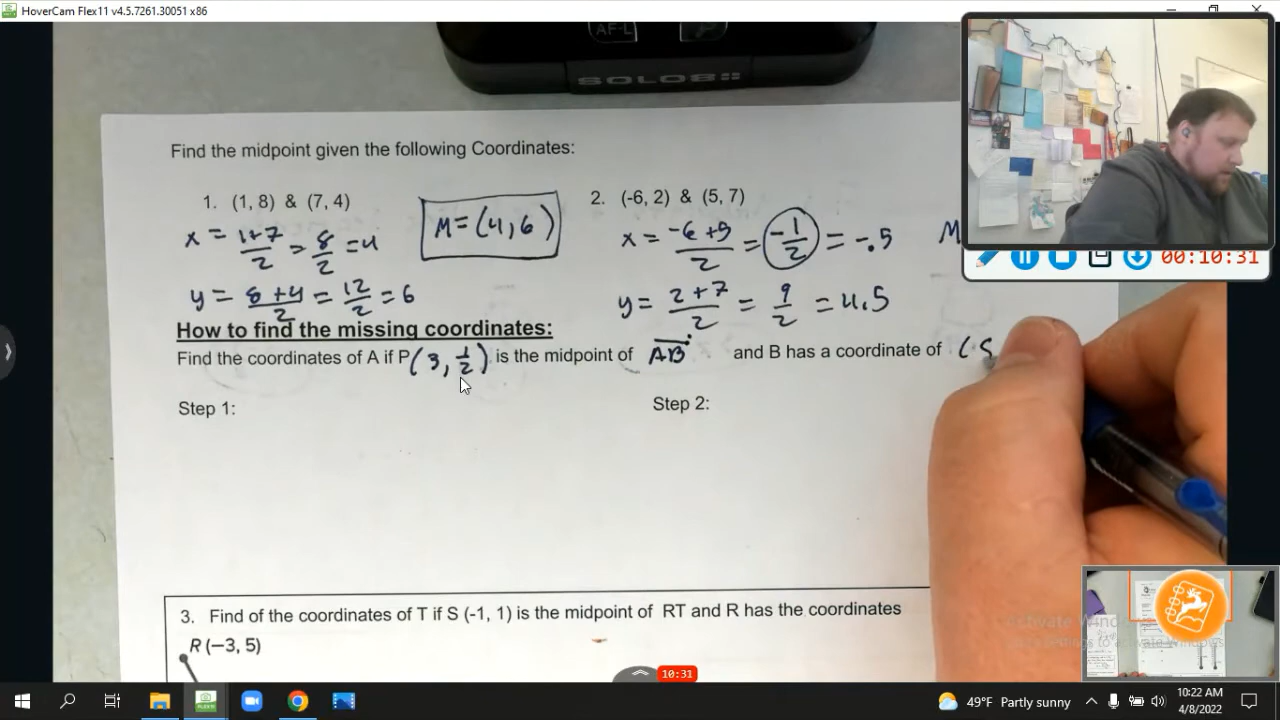 HoverCam Flex11 v4.5.7261.30051 x86
AF-L
SOLO8
Find the midpoint given the following Coordinates:
1. (1, 8) & (7, 4)
M=(4,6)
2. (-6, 2) & (5, 7)
x = 1+7/2 = 8/2 = 4
x = -6+5/2 = -1/2 = -.5
M
00:10:31
y = 8+4/2 = 12/2 = 6
y = 2+7/2 = 9/2 = 4.5
How to find the missing coordinates:
Find the coordinates of A if P(3, 1/2) is the midpoint of AB and B has a coordinate of (5
Step 1:
Step 2:
3. Find of the coordinates of T if S (-1, 1) is the midpoint of RT and R has the coordinates
R (−3, 5)
Activate Windows
10:31
49°F Partly sunny
10:22 AM
4/8/2022